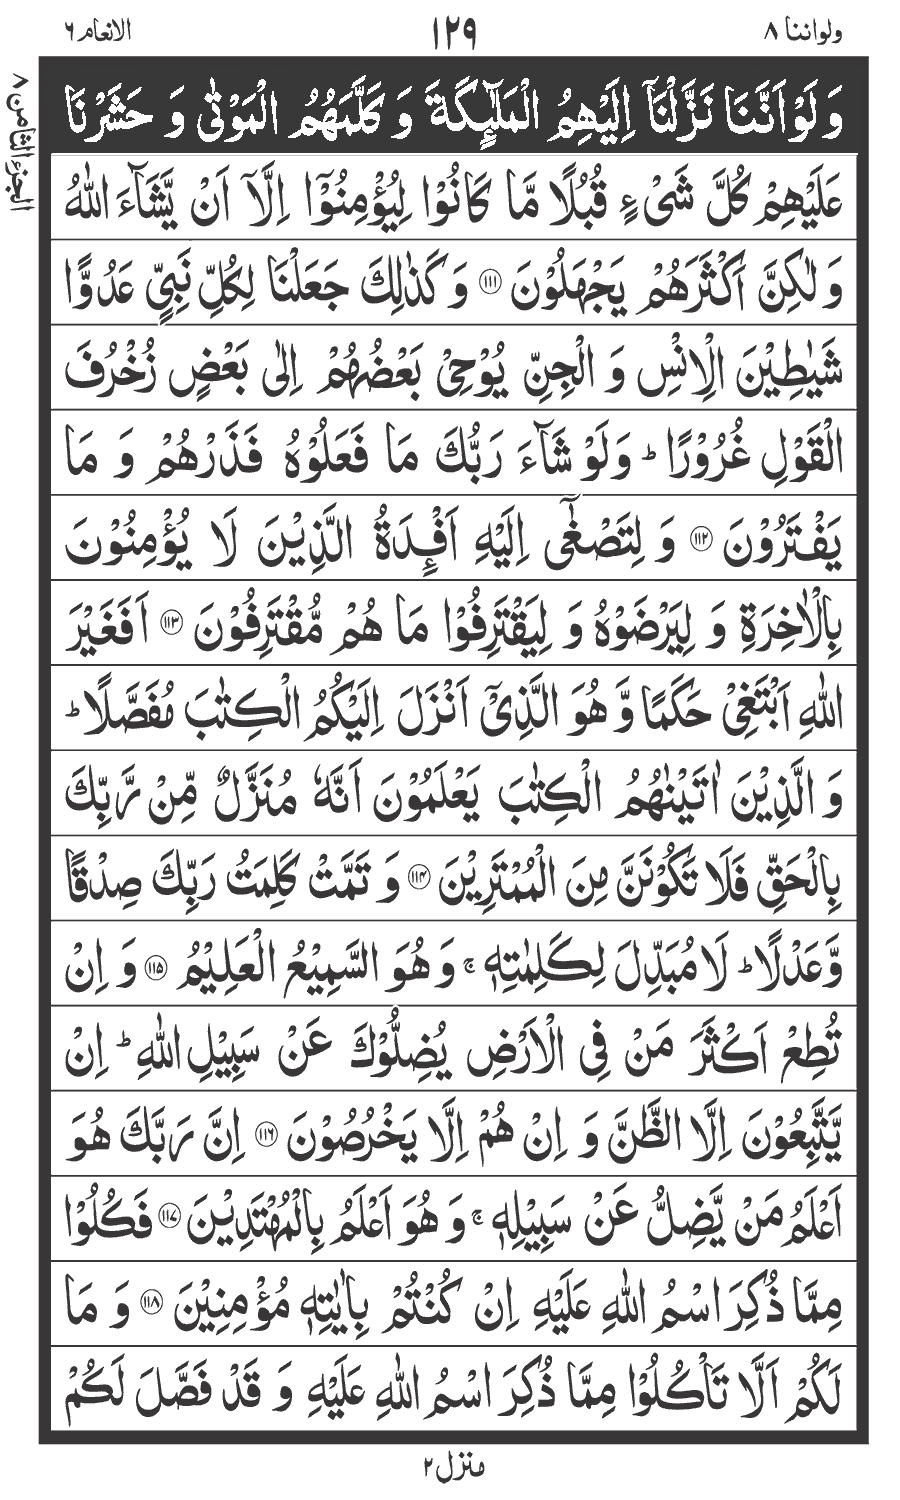 ولواننا ٨ ١٢٩ الانعام ٦
الجزء الثامن ٨
وَ لَوْ اَنَّنَا نَزَّلْنَاۤ اِلَیْهِمُ الْمَلٰٓىِٕكَةَ وَ كَلَّمَهُمُ الْمَوْتٰى وَ حَشَرْنَا
عَلَیْهِمْ كُلَّ شَیْءٍ قُبُلًا مَّا كَانُوْا لِیُؤْمِنُوْۤا اِلَّاۤ اَنْ یَّشَآءَ اللّٰهُ
وَ لٰكِنَّ اَكْثَرَهُمْ یَجْهَلُوْنَ ﴿۱۱۱﴾ وَ كَذٰلِكَ جَعَلْنَا لِكُلِّ نَبِیٍّ عَدُوًّا
شَیٰطِیْنَ الْاِنْسِ وَ الْجِنِّ یُوْحِیْ بَعْضُهُمْ اِلٰى بَعْضٍ زُخْرُفَ
الْقَوْلِ غُرُوْرًاؕ وَ لَوْ شَآءَ رَبُّكَ مَا فَعَلُوْهُ فَذَرْهُمْ وَ مَا
یَفْتَرُوْنَ ﴿۱۱۲﴾ وَ لِتَصْغٰۤى اِلَیْهِ اَفْـِٕدَةُ الَّذِیْنَ لَا یُؤْمِنُوْنَ
بِالْاٰخِرَةِ وَ لِیَرْضَوْهُ وَ لِیَقْتَرِفُوْا مَا هُمْ مُّقْتَرِفُوْنَ ﴿۱۱۳﴾ اَفَغَیْرَ
اللّٰهِ اَبْتَغِیْ حَكَمًا وَّ هُوَ الَّذِیْۤ اَنْزَلَ اِلَیْكُمُ الْكِتٰبَ مُفَصَّلًاؕ
وَ الَّذِیْنَ اٰتَیْنٰهُمُ الْكِتٰبَ یَعْلَمُوْنَ اَنَّهٗ مُنَزَّلٌ مِّنْ رَّبِّكَ
بِالْحَقِّ فَلَا تَكُوْنَنَّ مِنَ الْمُمْتَرِیْنَ ﴿۱۱۴﴾ وَ تَمَّتْ كَلِمَتُ رَبِّكَ صِدْقًا
وَّ عَدْلًاؕ لَا مُبَدِّلَ لِكَلِمٰتِهٖۚ وَ هُوَ السَّمِیْعُ الْعَلِیْمُ ﴿۱۱۵﴾ وَ اِنْ
تُطِعْ اَكْثَرَ مَنْ فِی الْاَرْضِ یُضِلُّوْكَ عَنْ سَبِیْلِ اللّٰهِؕ اِنْ
یَّتَّبِعُوْنَ اِلَّا الظَّنَّ وَ اِنْ هُمْ اِلَّا یَخْرُصُوْنَ ﴿۱۱۶﴾ اِنَّ رَبَّكَ هُوَ
اَعْلَمُ مَنْ یَّضِلُّ عَنْ سَبِیْلِهٖۚ وَ هُوَ اَعْلَمُ بِالْمُهْتَدِیْنَ ﴿۱۱۷﴾ فَكُلُوْا
مِمَّا ذُكِرَ اسْمُ اللّٰهِ عَلَیْهِ اِنْ كُنْتُمْ بِاٰیٰتِهٖ مُؤْمِنِیْنَ ﴿۱۱۸﴾ وَ مَا
لَكُمْ اَلَّا تَاْكُلُوْا مِمَّا ذُكِرَ اسْمُ اللّٰهِ عَلَیْهِ وَ قَدْ فَصَّلَ لَكُمْ
منزل ۲